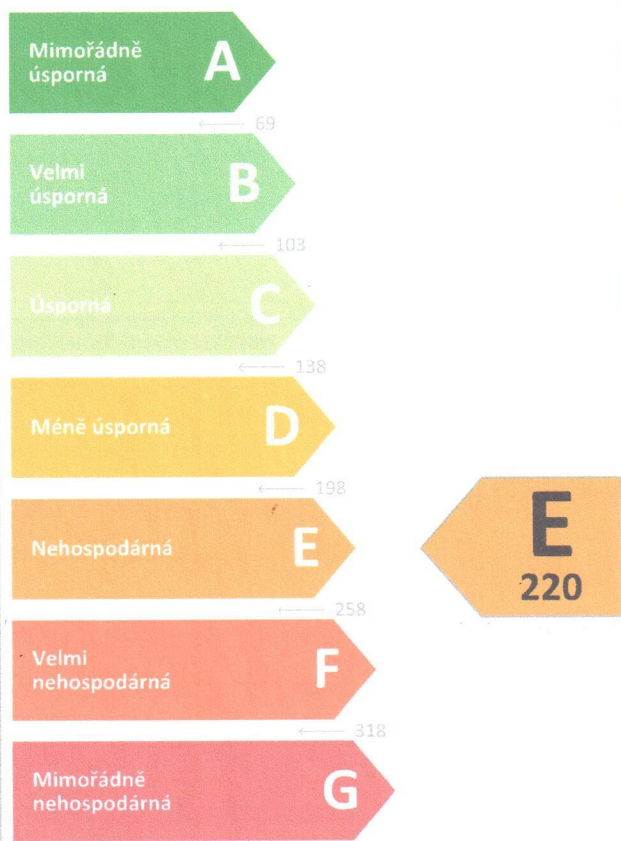 Mimořádně
úsporná
A
← 69
Velmi
úsporná
B
← 103
Úsporná
C
← 138
Méně úsporná
D
← 198
Nehospodárná
E
E
220
← 258
Velmi
nehospodárná
F
← 318
Mimořádně
nehospodárná
G